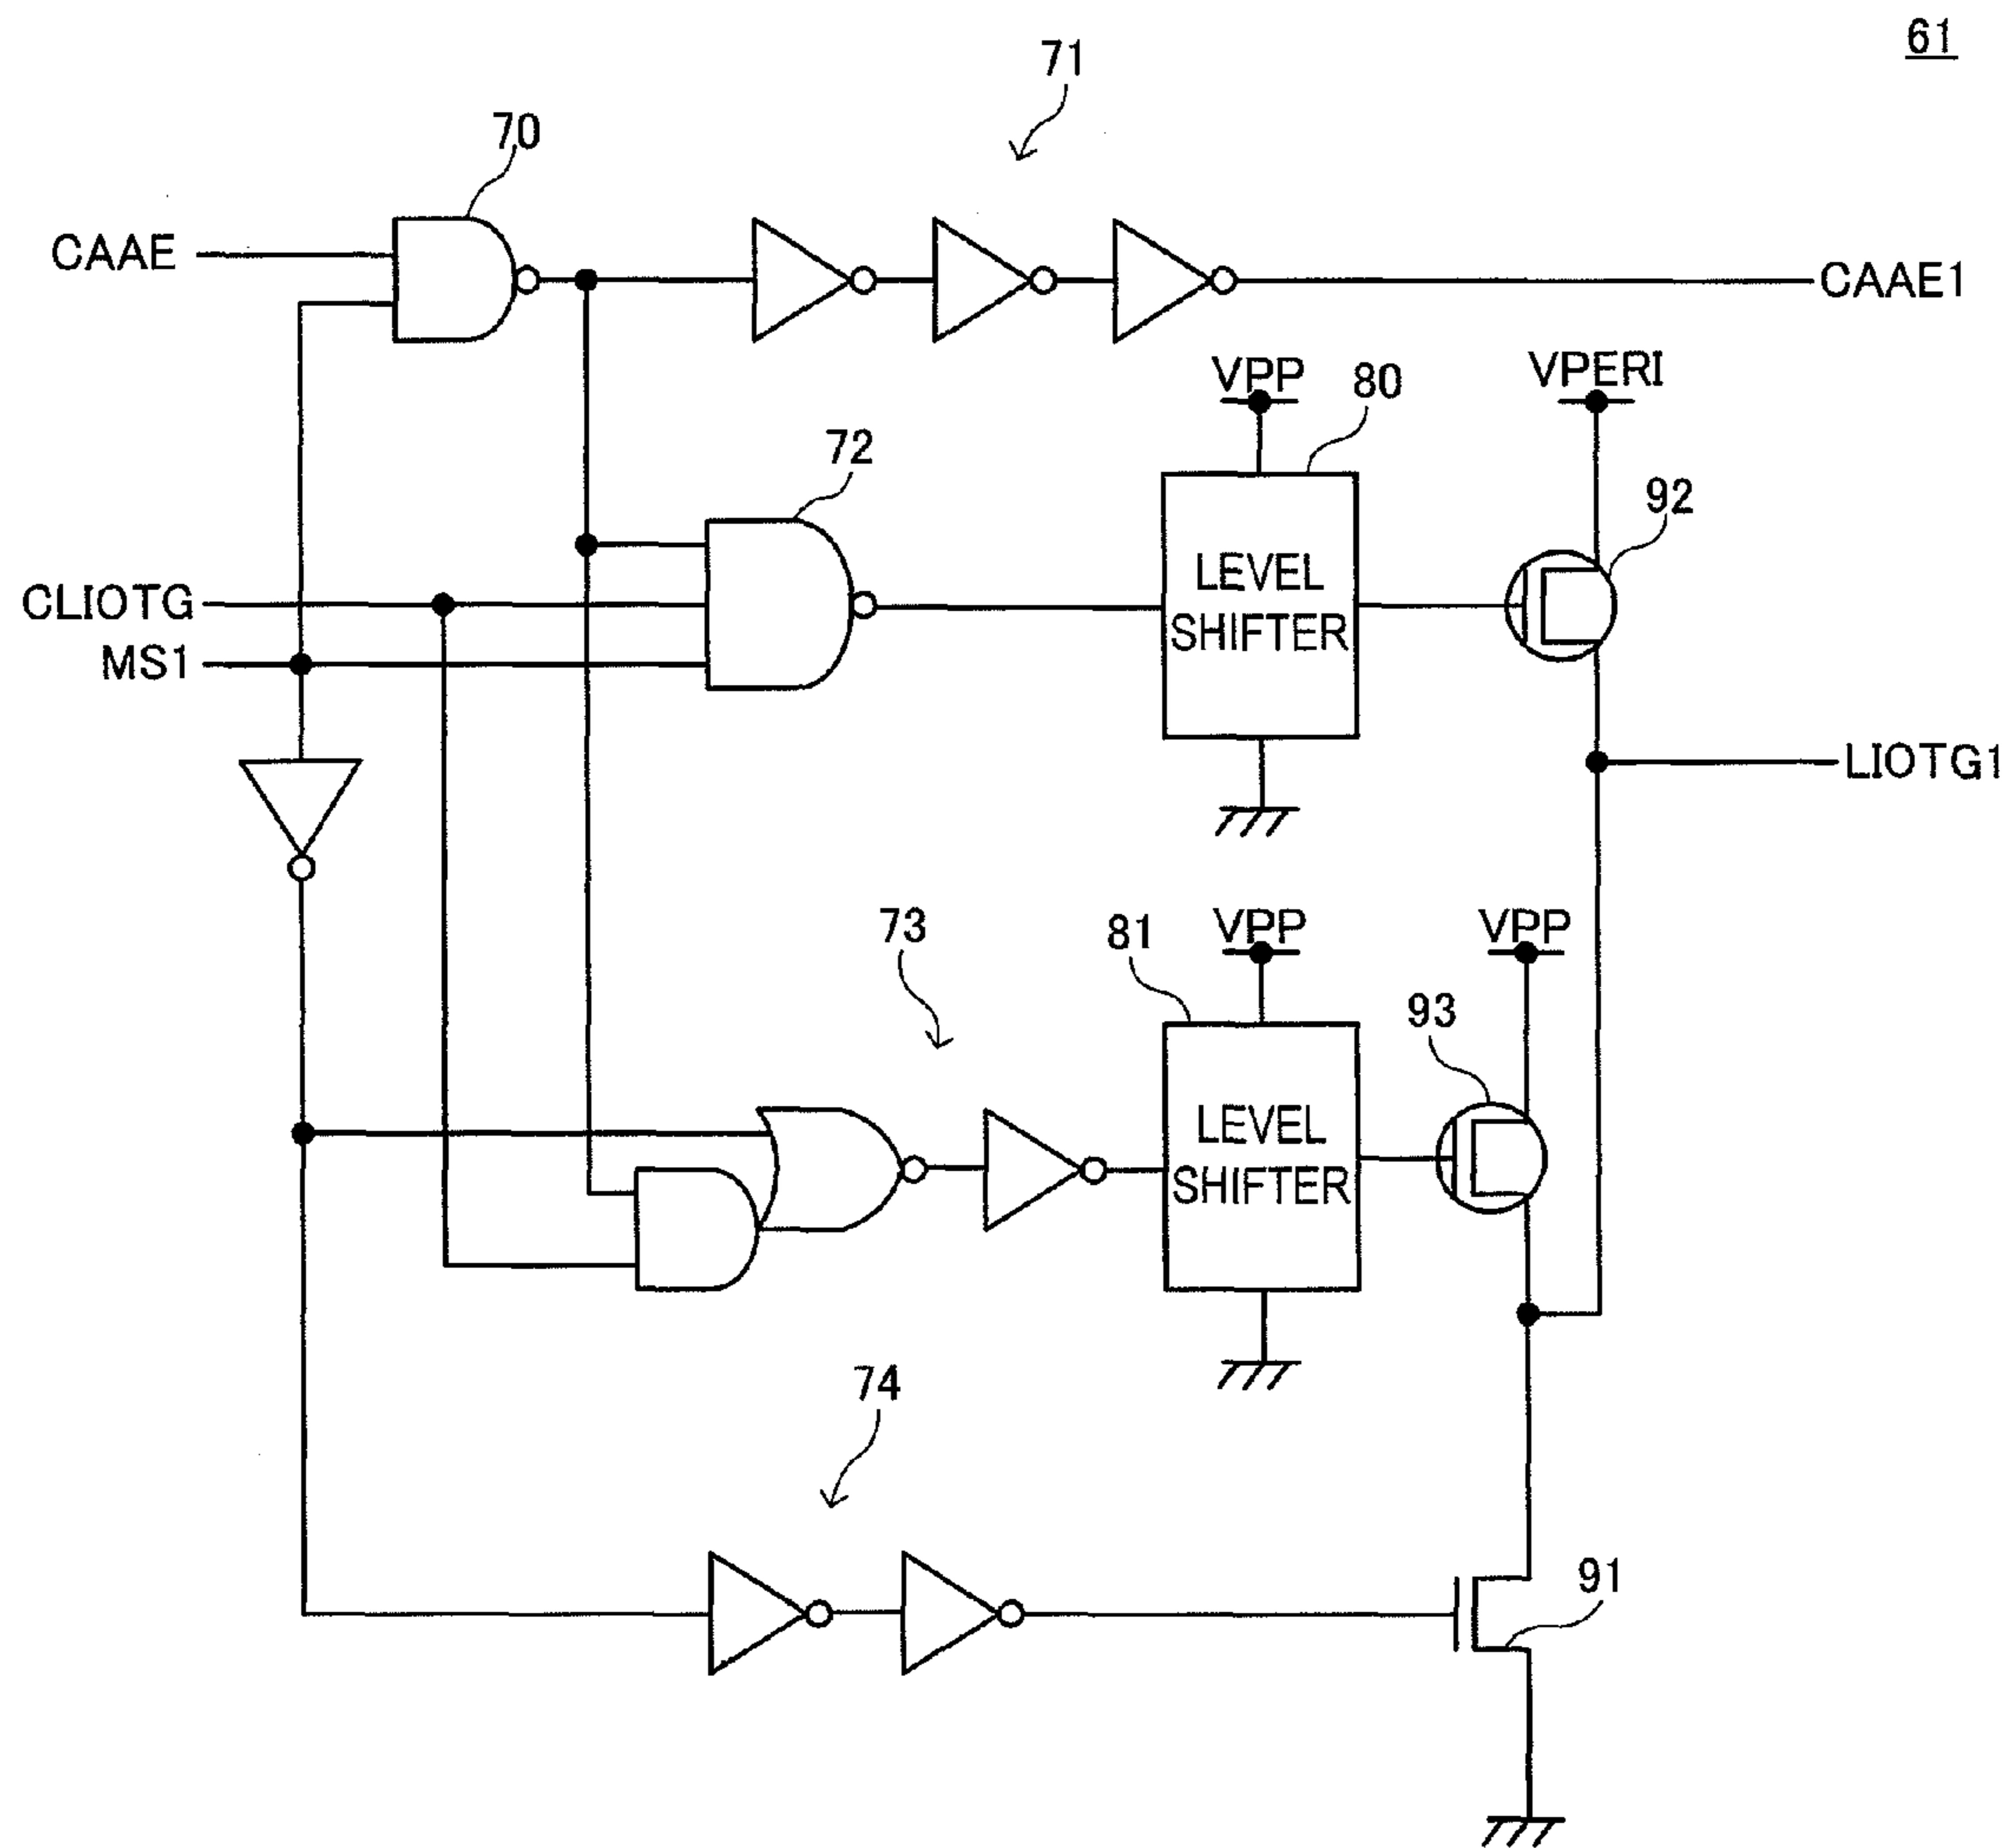 61
71
70
CAAE
CAAE1
VPP
80
VPERI
72
92
LEVEL
SHIFTER
CLIOTG
MS1
LIOTG1
73
81
VPP
VPP
93
LEVEL
SHIFTER
74
91